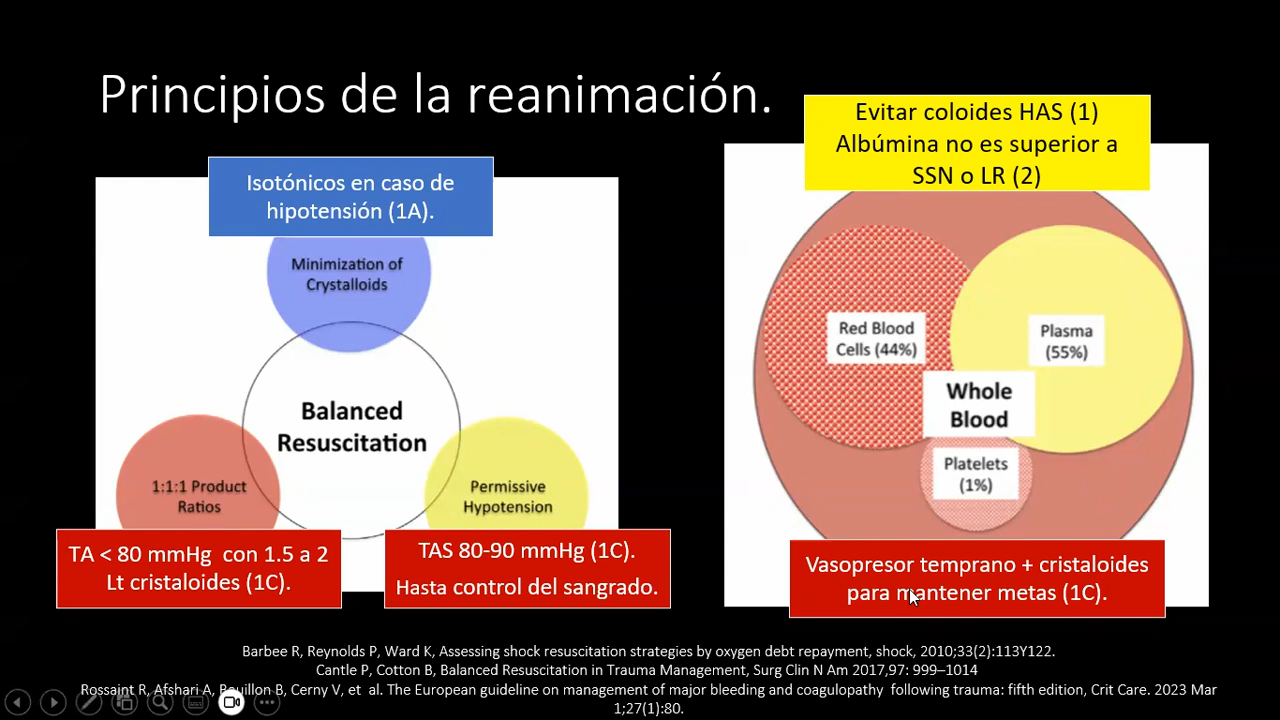 Principios de la reanimación.
Isotónicos en caso de
hipotensión (1A).
Minimization of
Crystalloids
Balanced
Resuscitation
1:1:1 Product
Ratios
Permissive
Hypotension
TA < 80 mmHg con 1.5 a 2
Lt cristaloides (1C).
TAS 80-90 mmHg (1C).
Hasta control del sangrado.
Evitar coloides HAS (1)
Albúmina no es superior a
SSN o LR (2)
Red Blood
Cells (44%)
Plasma
(55%)
Whole
Blood
Platelets
(1%)
Vasopresor temprano + cristaloides
para mantener metas (1C).
Barbee R, Reynolds P, Ward K, Assessing shock resuscitation strategies by oxygen debt repayment, shock, 2010;33(2):113Y122.
Cantle P, Cotton B, Balanced Resuscitation in Trauma Management, Surg Clin N Am 2017,97: 999–1014
Rossaint R, Afshari A, Bouillon B, Cerny V, et al. The European guideline on management of major bleeding and coagulopathy following trauma: fifth edition, Crit Care. 2023 Mar
1;27(1):80.